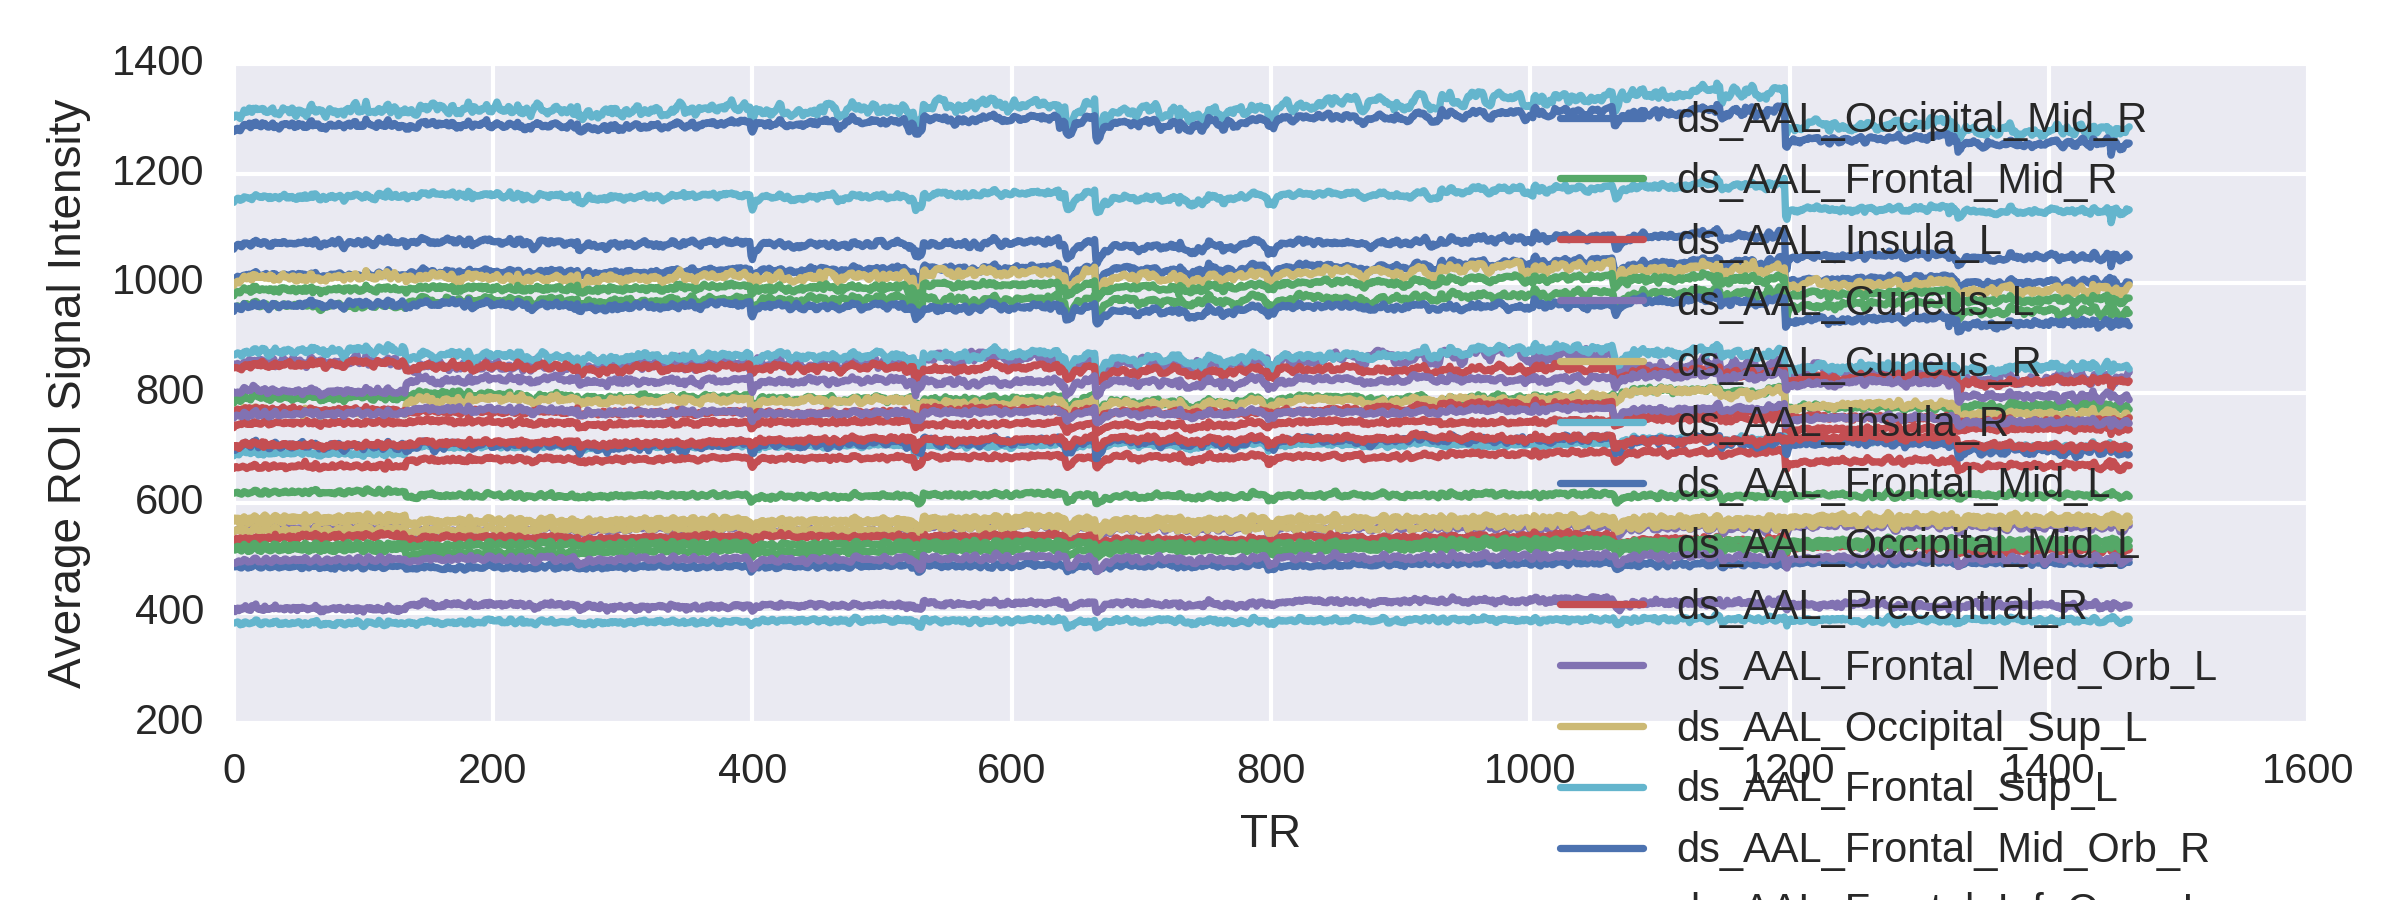 1400
1200
1000
800
600
400
200
Average ROI Signal Intensity
0 200 400 600 800 1000 1200 1400 1600
TR
ds_AAL_Occipital_Mid_R
ds_AAL_Frontal_Mid_R
ds_AAL_Insula_L
ds_AAL_Cuneus_L
ds_AAL_Cuneus_R
ds_AAL_Insula_R
ds_AAL_Frontal_Mid_L
ds_AAL_Occipital_Mid_L
ds_AAL_Precentral_R
ds_AAL_Frontal_Med_Orb_L
ds_AAL_Occipital_Sup_L
ds_AAL_Frontal_Sup_L
ds_AAL_Frontal_Mid_Orb_R